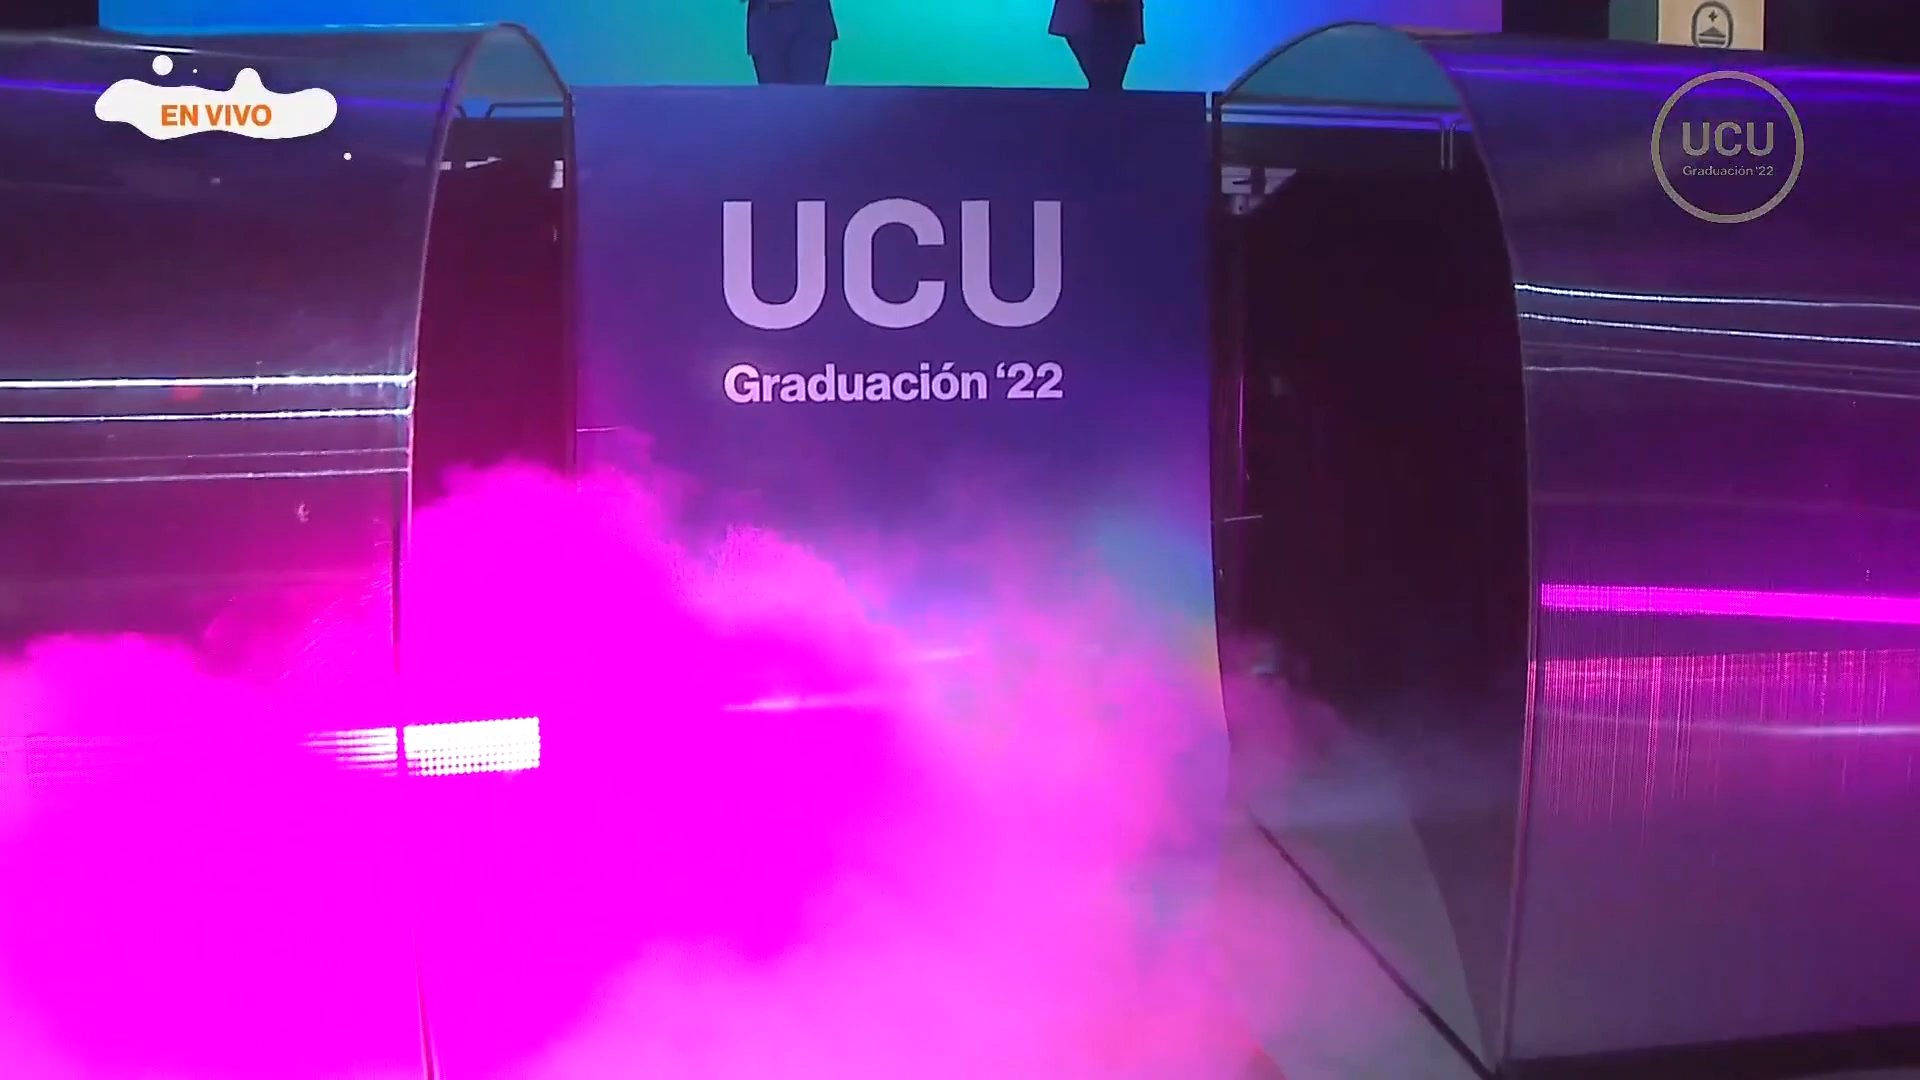 EN VIVO
UCU
Graduación '22
UCU
Graduación ‘22